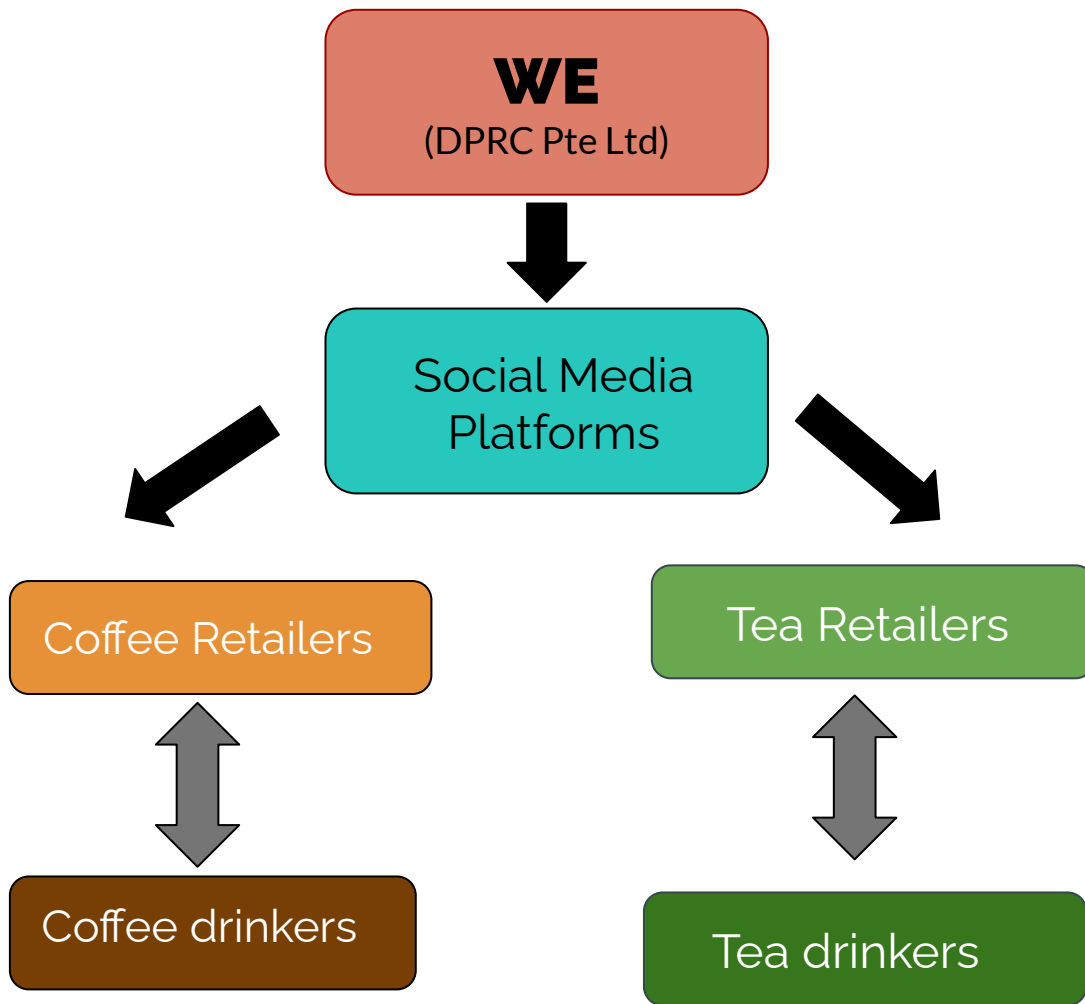 WE
(DPRC Pte Ltd)
Social Media
Platforms
Coffee Retailers
Tea Retailers
Coffee drinkers
Tea drinkers